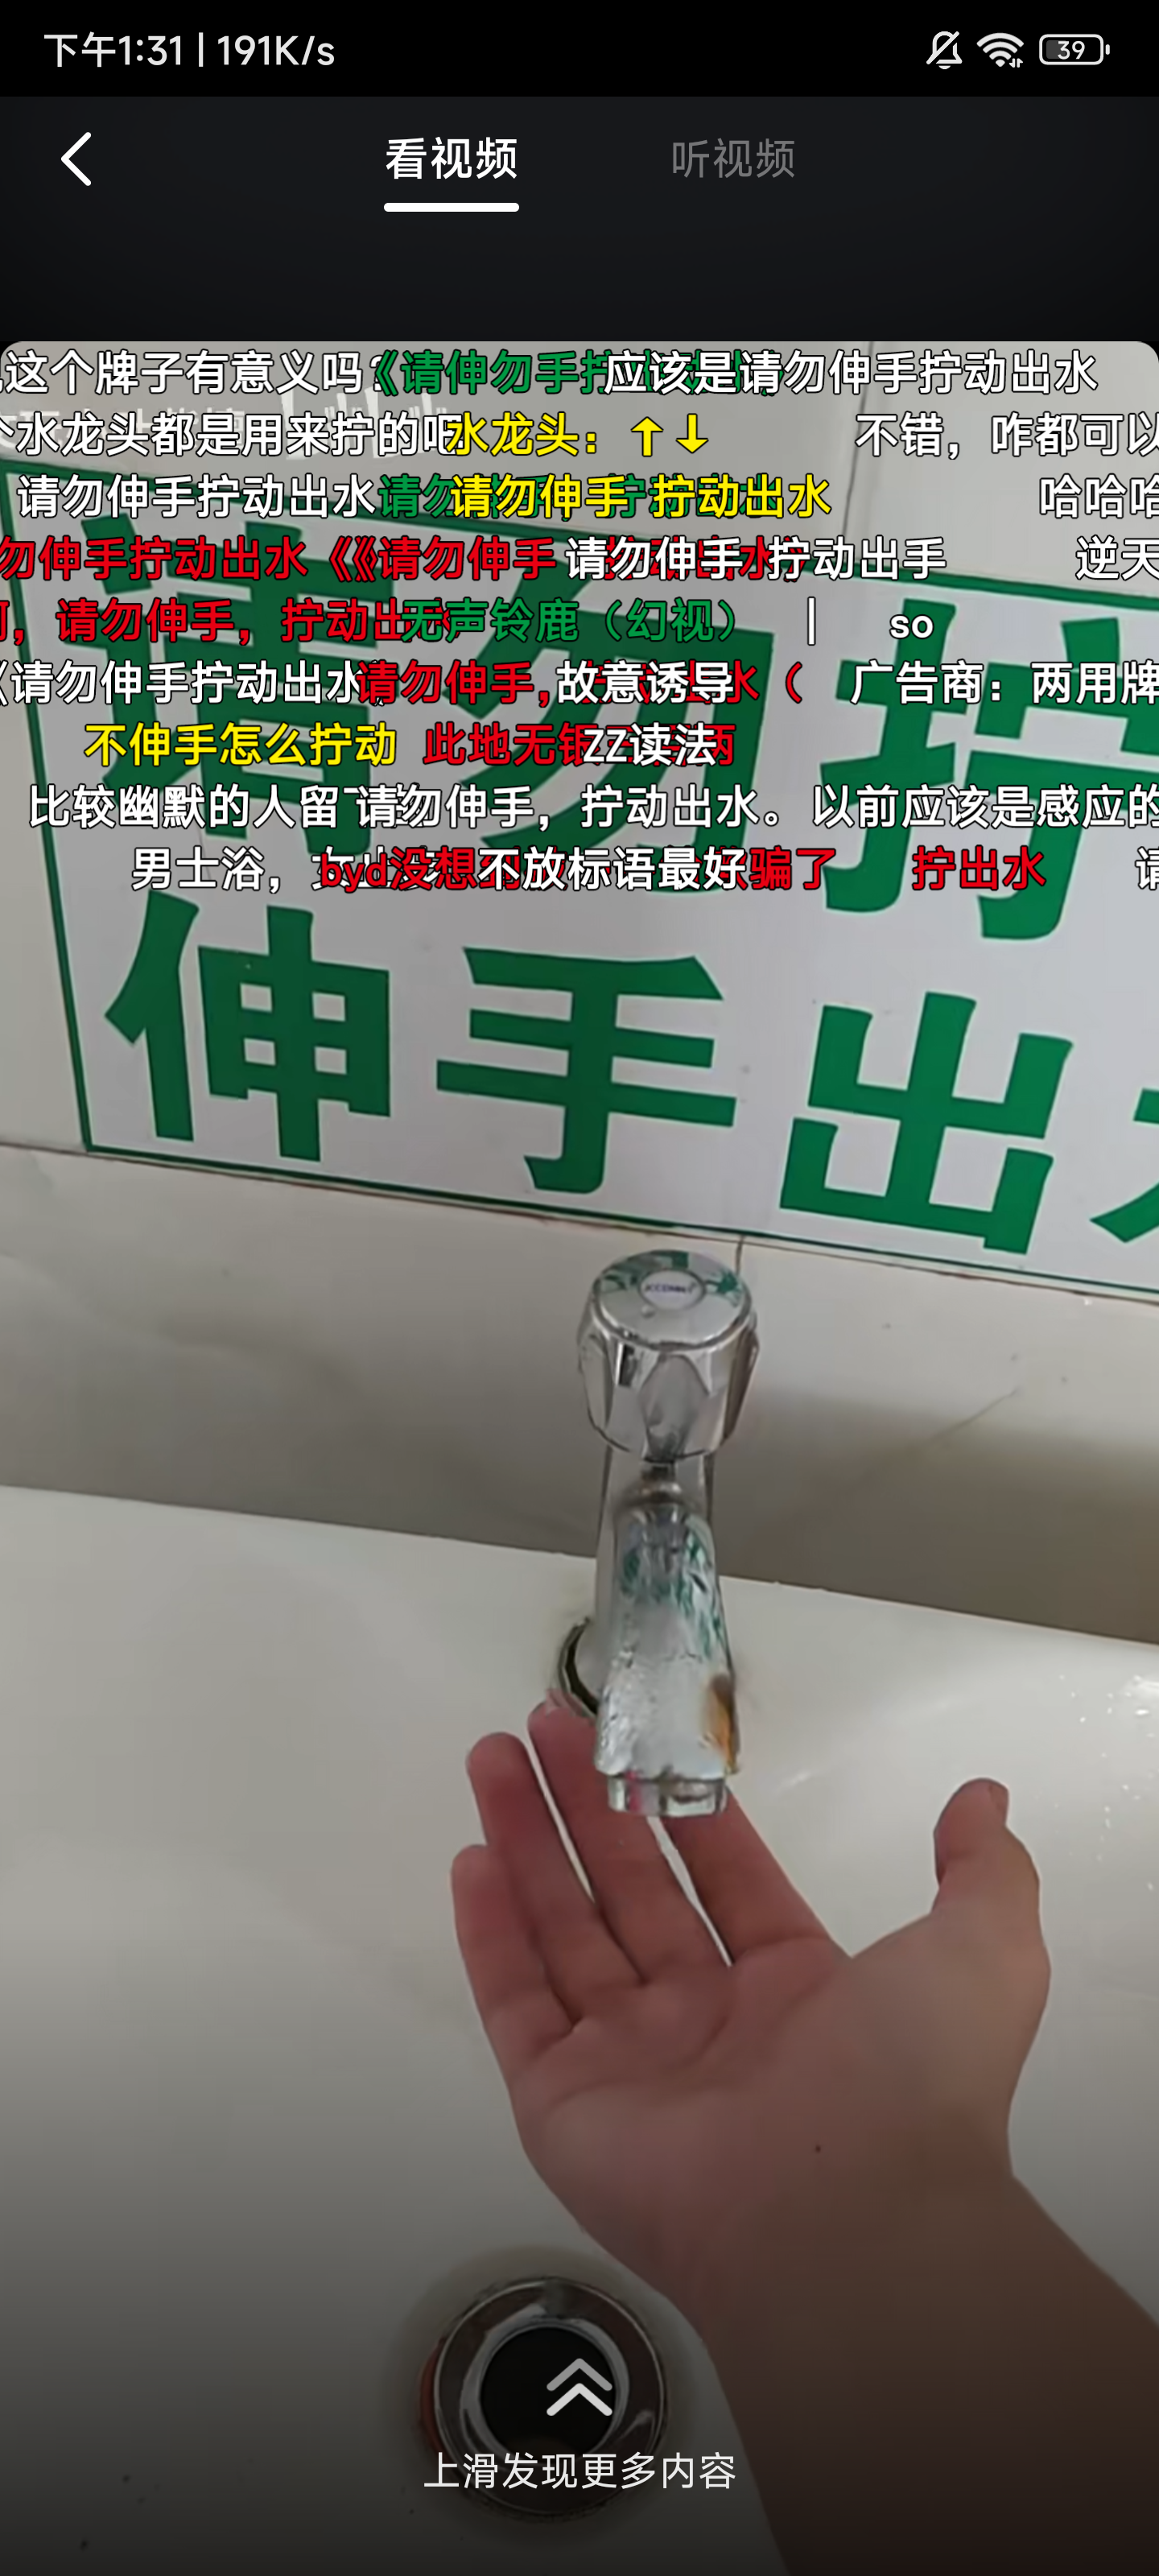 下午1:31 | 191K/s
39
看视频 听视频
这个牌子有意义吗? 《请伸勿手拧 应该是请勿伸手拧动出水
水龙头都是用来拧的吧 水龙头：↑↓ 不错，咋都可以
请勿伸手拧动出水 请勿 请勿伸手 拧动出水 哈哈哈
勿伸手拧动出水《 《请勿伸手 请勿伸手 拧动出手 逆天
，请勿伸手，拧动出 无声铃鹿（幻视） | so
《请勿伸手拧动出水 请勿伸手， 故意诱导 水（ 广告商：两用牌
不伸手怎么拧动 此地无银 ZZ读法 两
比较幽默的人留 请勿伸手，拧动出水。以前应该是感应的
男士浴， byd没想 不放标语最好 骗了 拧出水 请
请勿拧
伸手出水
上滑发现更多内容